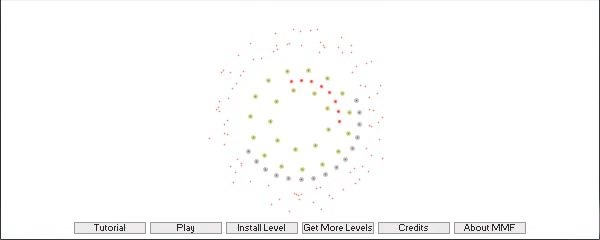 Tutorial
Play
Install Level
Get More Levels
Credits
About MMF